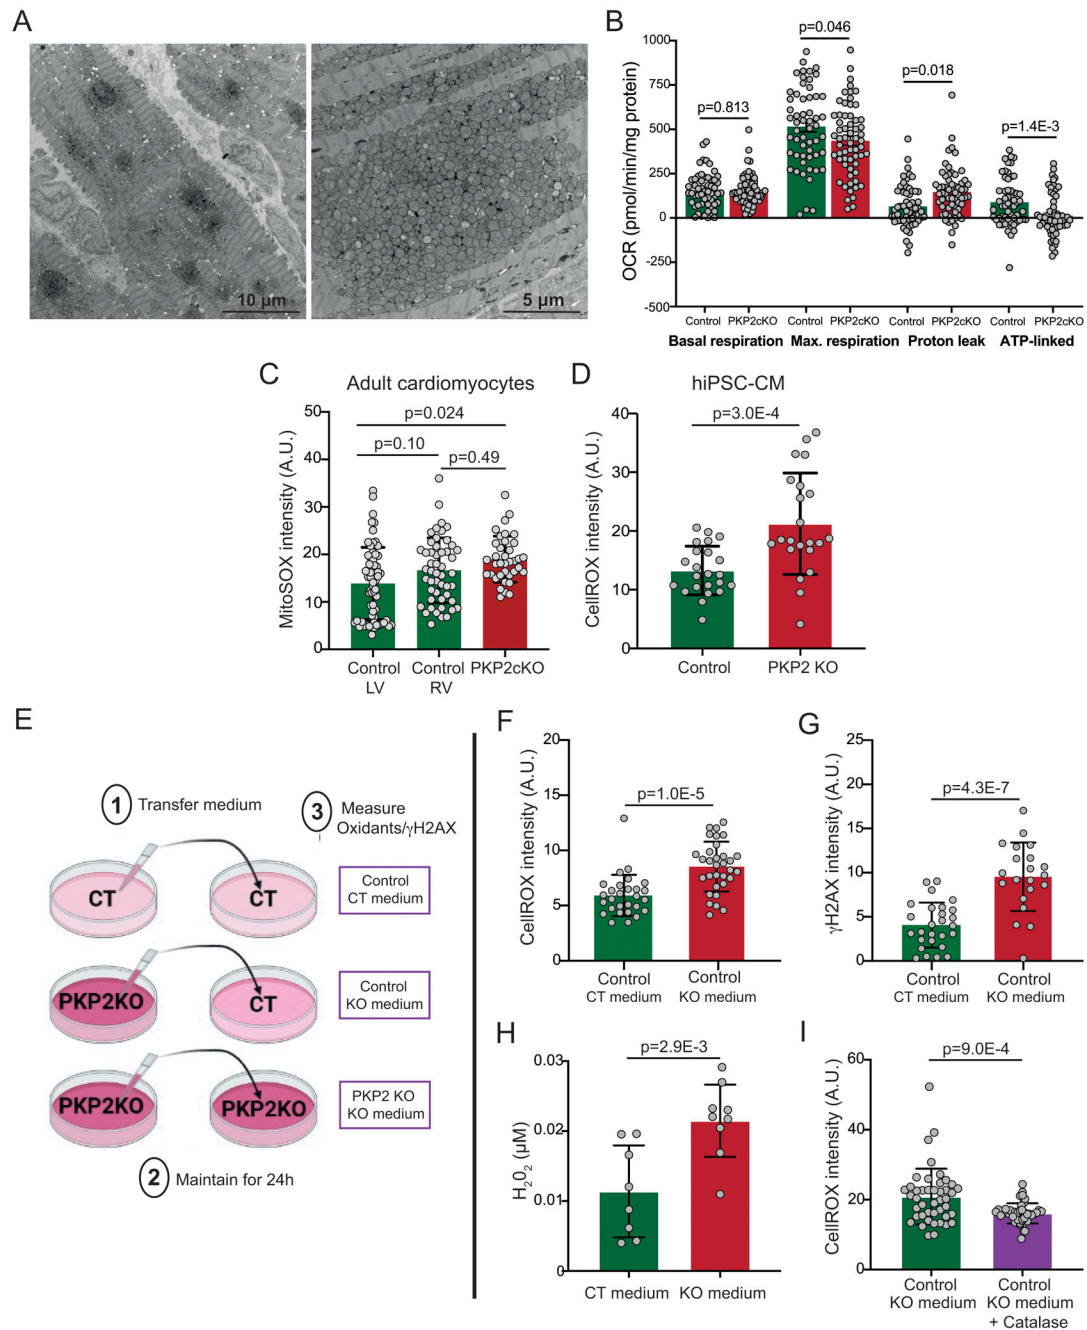 A
10 μm
5 μm
B
OCR (pmol/min/mg protein)
1000
750
500
250
0
-250
-500
p=0.813
p=0.046
p=0.018
p=1.4E-3
Control PKP2cKO Control PKP2cKO Control PKP2cKO Control PKP2cKO
Basal respiration Max. respiration Proton leak ATP-linked
C
Adult cardiomyocytes
MitoSOX intensity (A.U.)
50
40
30
20
10
0
p=0.024
p=0.10
p=0.49
Control Control PKP2cKO
LV RV
D
hiPSC-CM
CellROX intensity (A.U.)
40
30
20
10
0
p=3.0E-4
Control PKP2 KO
E
1 Transfer medium
3 Measure
Oxidants/γH2AX
CT CT
Control
CT medium
PKP2KO CT
Control
KO medium
PKP2KO PKP2KO
PKP2 KO
KO medium
2 Maintain for 24h
F
CellROX intensity (A.U.)
20
15
10
5
0
p=1.0E-5
Control Control
CT medium KO medium
G
γH2AX intensity (A.U.)
25
20
15
10
5
0
p=4.3E-7
Control Control
CT medium KO medium
H
H₂0₂ (μM)
0.03
0.02
0.01
0
p=2.9E-3
CT medium KO medium
I
CellROX intensity (A.U.)
60
40
20
0
p=9.0E-4
Control Control
KO medium KO medium
+ Catalase